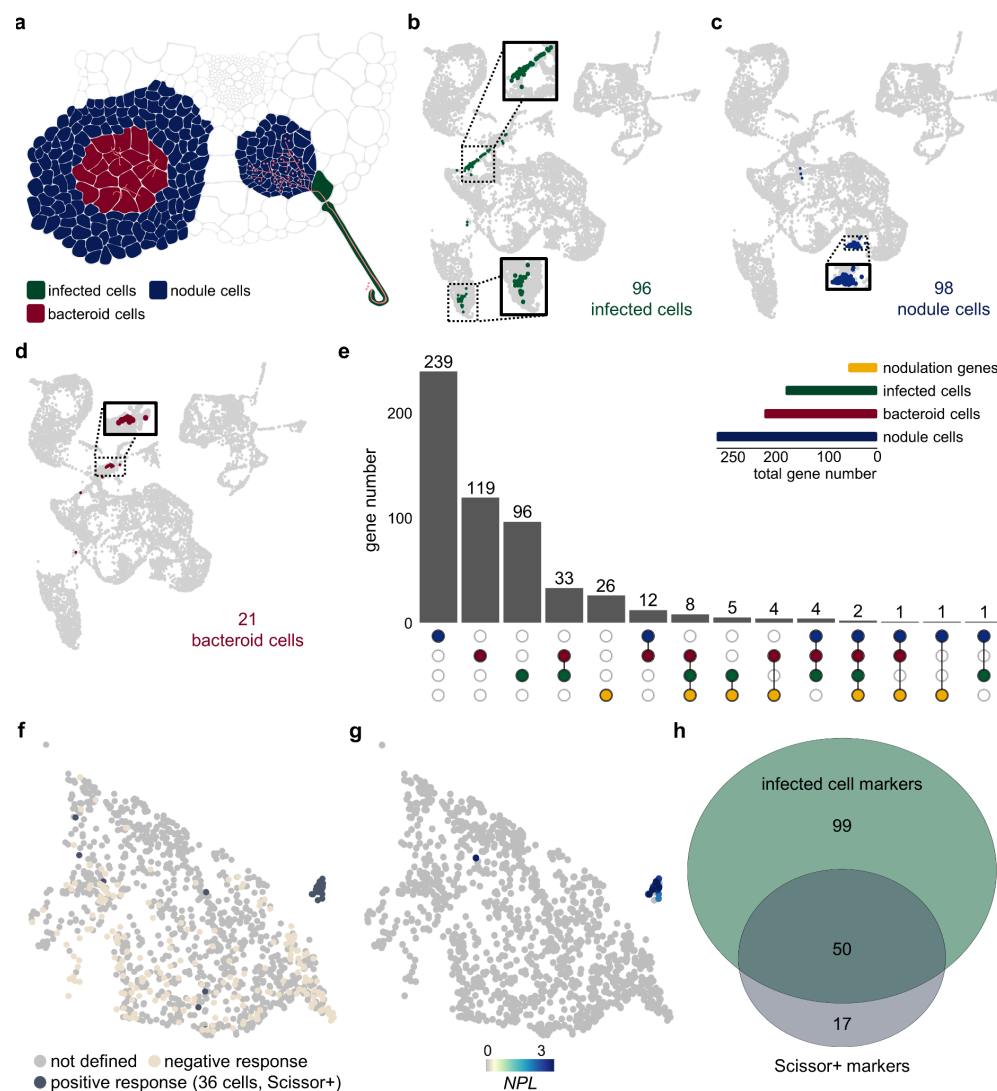 a
infected cells
nodule cells
bacteroid cells
b
96
infected cells
c
98
nodule cells
d
21
bacteroid cells
e
239
119
96
33
26
12
8
5
4
4
2
1
1
1
200
100
0
gene number
nodulation genes
infected cells
bacteroid cells
nodule cells
250 200 100 0
total gene number
f
not defined
negative response
positive response (36 cells, Scissor+)
g
0 3
NPL
h
infected cell markers
99
50
17
Scissor+ markers